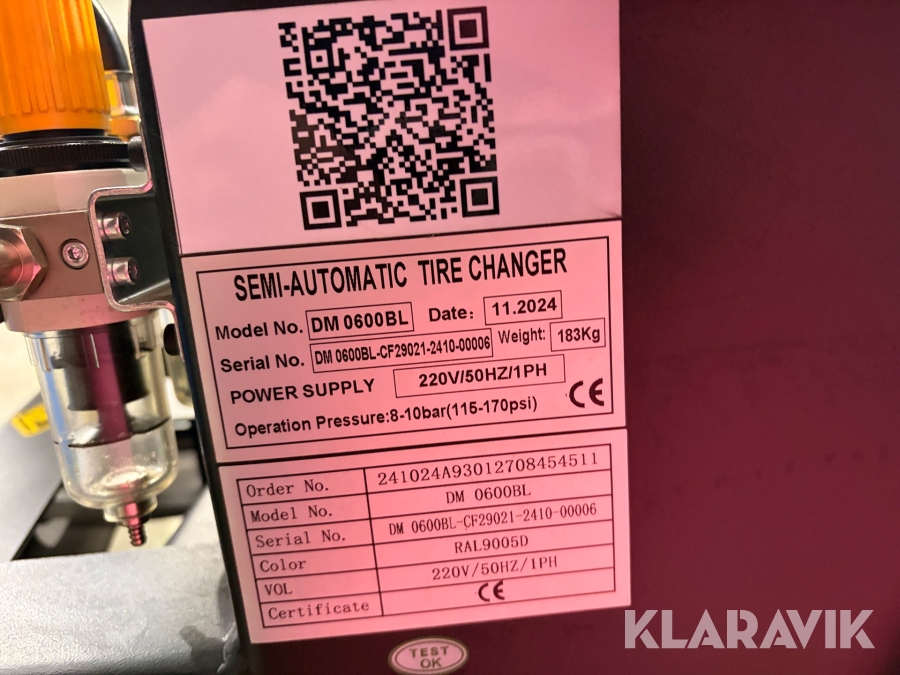 SEMI-AUTOMATIC TIRE CHANGER
Model No. DM 0600BL Date: 11.2024
Serial No. DM 0600BL-CF29021-2410-00006 Weight: 183Kg
POWER SUPPLY 220V/50HZ/1PH
Operation Pressure:8-10bar(115-170psi) CE
Order No. 241024A93012708454511
Model No. DM 0600BL
Serial No. DM 0600BL-CF29021-2410-00006
Color RAL9005D
VOL 220V/50HZ/1PH
Certificate CE
TEST
OK
KLARAVIK